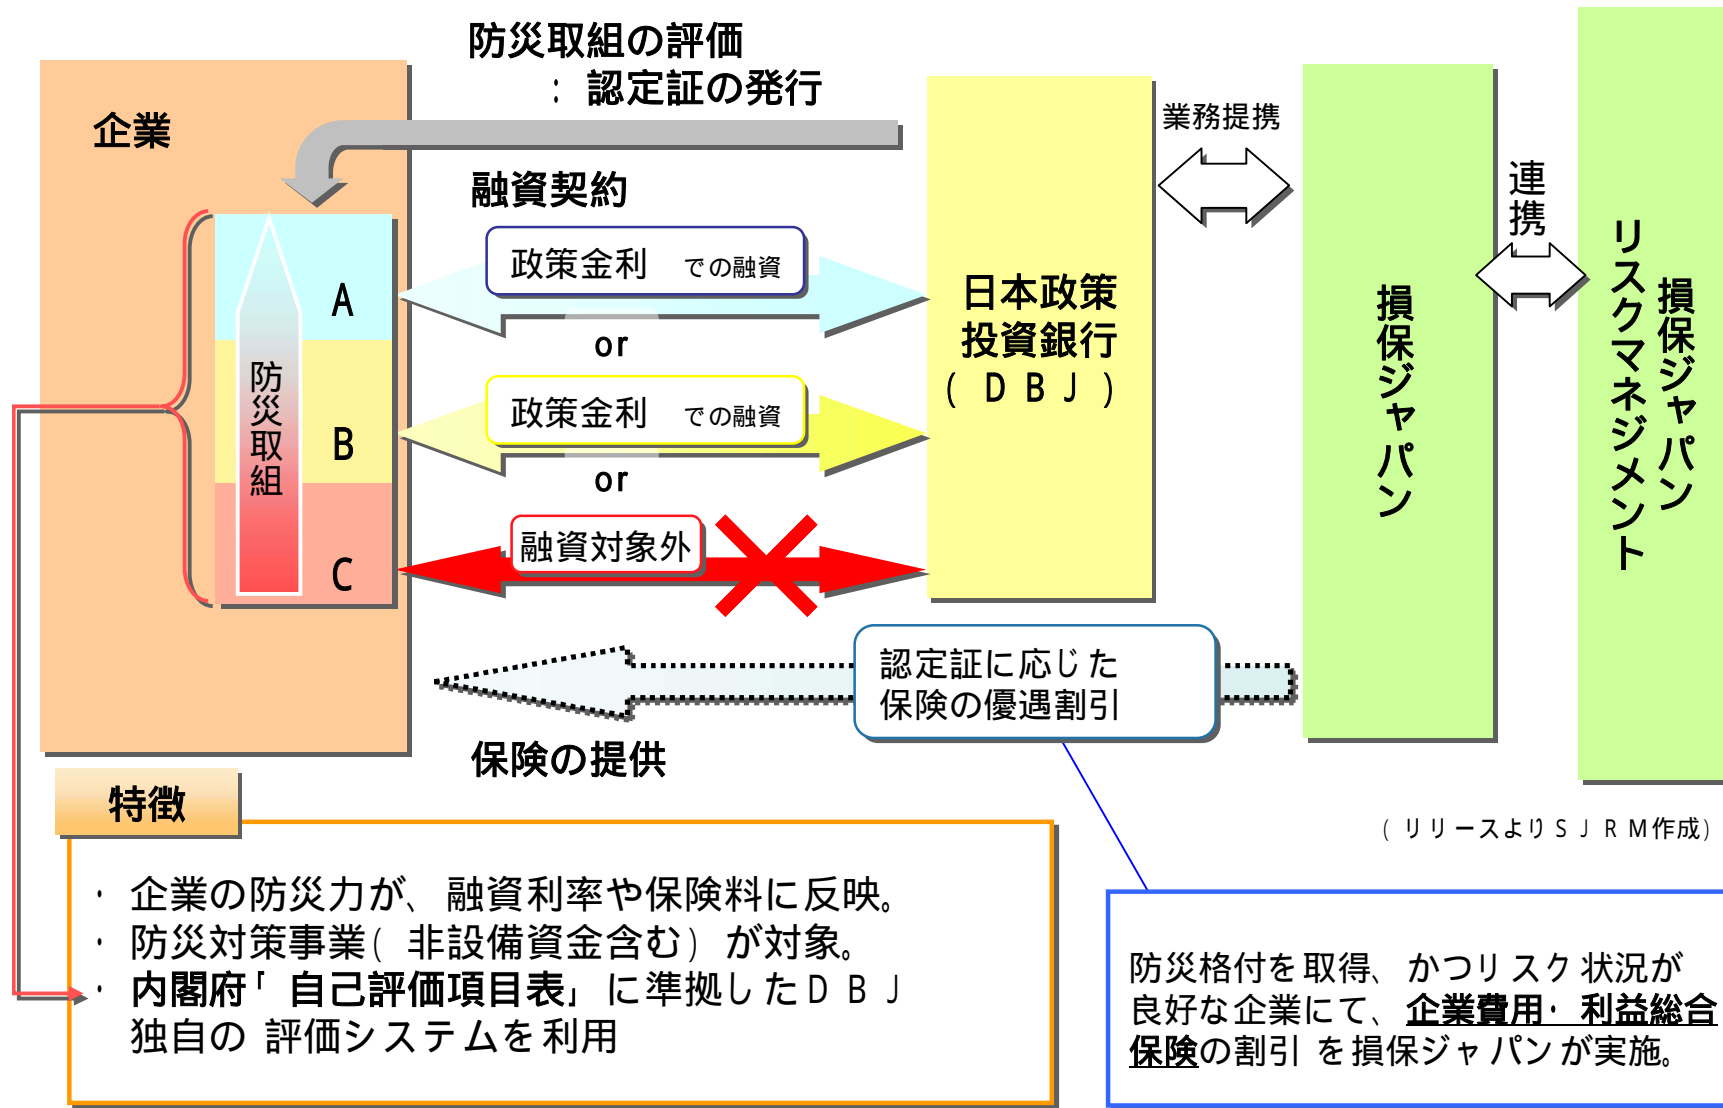 防災取組の評価
：認定証の発行
企業
業務提携
連携
融資契約
政策金利 での融資
A
or
日本政策
投資銀行
(DBJ)
防災取組
政策金利 での融資
B
or
融資対象外
C
損保ジャパン
損保ジャパン
リスクマネジメント
認定証に応じた
保険の優遇割引
保険の提供
特徴
(リリースよりSJRM作成)
・ 企業の防災力が、融資利率や保険料に反映。
・ 防災対策事業(非設備資金含む)が対象。
・ 内閣府「自己評価項目表」に準拠したDBJ
独自の 評価システムを利用
防災格付を取得、かつリスク状況が
良好な企業にて、企業費用・利益総合
保険の割引 を損保ジャパンが実施。